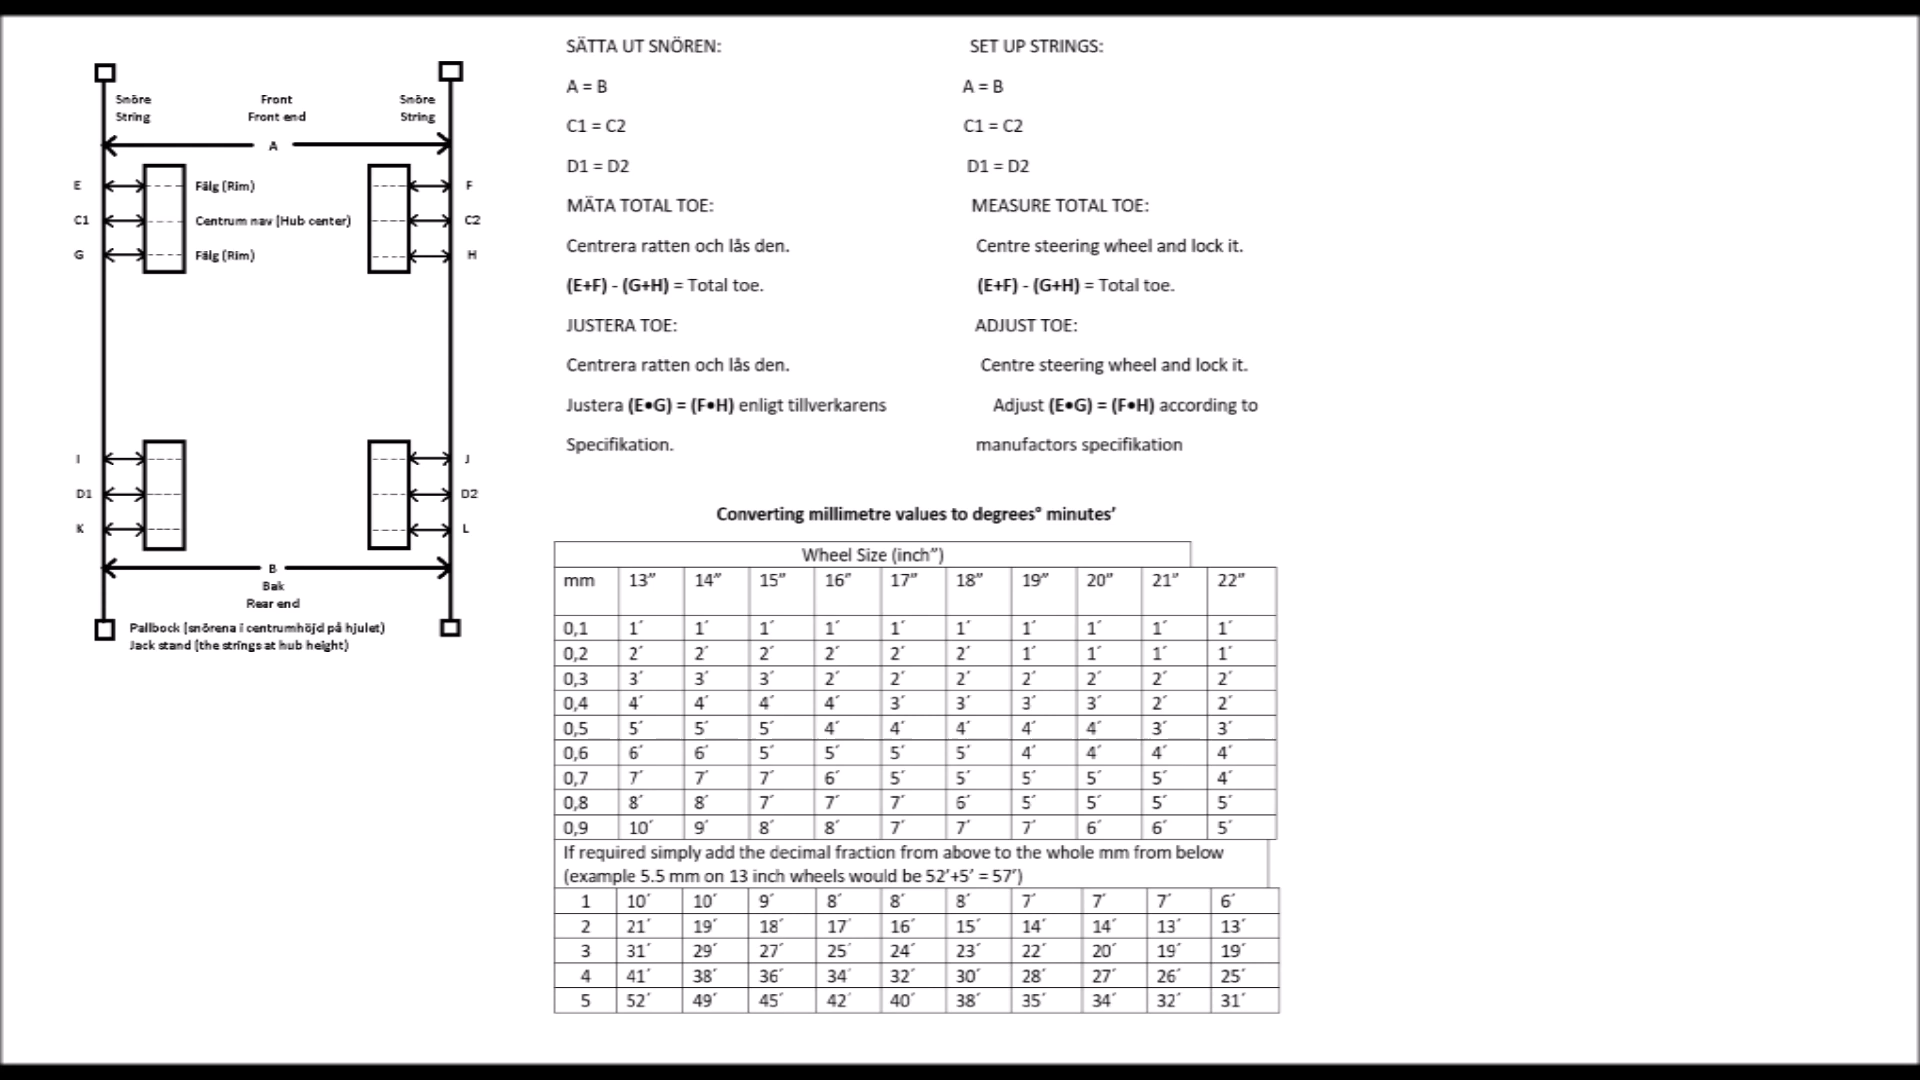 Snöre Front Snöre
String Front end String
A
E Fälg (Rim) F
C1 Centrum nav (Hub center) C2
G Fälg (Rim) H
I J
D1 D2
K L
B
Bak
Rear end
Pallbock (snörena i centrumhöjd på hjulet)
Jack stand (the strings at hub height)
SÄTTA UT SNÖREN:
A = B
C1 = C2
D1 = D2
MÄTA TOTAL TOE:
Centrera ratten och lås den.
(E+F) - (G+H) = Total toe.
JUSTERA TOE:
Centrera ratten och lås den.
Justera (E•G) = (F•H) enligt tillverkarens
Specifikation.
SET UP STRINGS:
A = B
C1 = C2
D1 = D2
MEASURE TOTAL TOE:
Centre steering wheel and lock it.
(E+F) - (G+H) = Total toe.
ADJUST TOE:
Centre steering wheel and lock it.
Adjust (E•G) = (F•H) according to
manufactors specifikation
Converting millimetre values to degrees° minutes’
Wheel Size (inch”)
mm 13” 14” 15” 16” 17” 18” 19” 20” 21” 22”
0,1 1´ 1´ 1´ 1´ 1´ 1´ 1´ 1´ 1´ 1´
0,2 2´ 2´ 2´ 2´ 2´ 2´ 1´ 1´ 1´ 1´
0,3 3´ 3´ 3´ 2´ 2´ 2´ 2´ 2´ 2´ 2´
0,4 4´ 4´ 4´ 4´ 3´ 3´ 3´ 3´ 2´ 2´
0,5 5´ 5´ 5´ 4´ 4´ 4´ 4´ 4´ 3´ 3´
0,6 6´ 6´ 5´ 5´ 5´ 5´ 4´ 4´ 4´ 4´
0,7 7´ 7´ 7´ 6´ 5´ 5´ 5´ 5´ 5´ 4´
0,8 8´ 8´ 7´ 7´ 7´ 6´ 5´ 5´ 5´ 5´
0,9 10´ 9´ 8´ 8´ 7´ 7´ 7´ 6´ 6´ 5´
If required simply add the decimal fraction from above to the whole mm from below
(example 5.5 mm on 13 inch wheels would be 52’+5’ = 57’)
1 10´ 10´ 9´ 8´ 8´ 8´ 7´ 7´ 7´ 6´
2 21´ 19´ 18´ 17´ 16´ 15´ 14´ 14´ 13´ 13´
3 31´ 29´ 27´ 25´ 24´ 23´ 22´ 20´ 19´ 19´
4 41´ 38´ 36´ 34´ 32´ 30´ 28´ 27´ 26´ 25´
5 52´ 49´ 45´ 42´ 40´ 38´ 35´ 34´ 32´ 31´